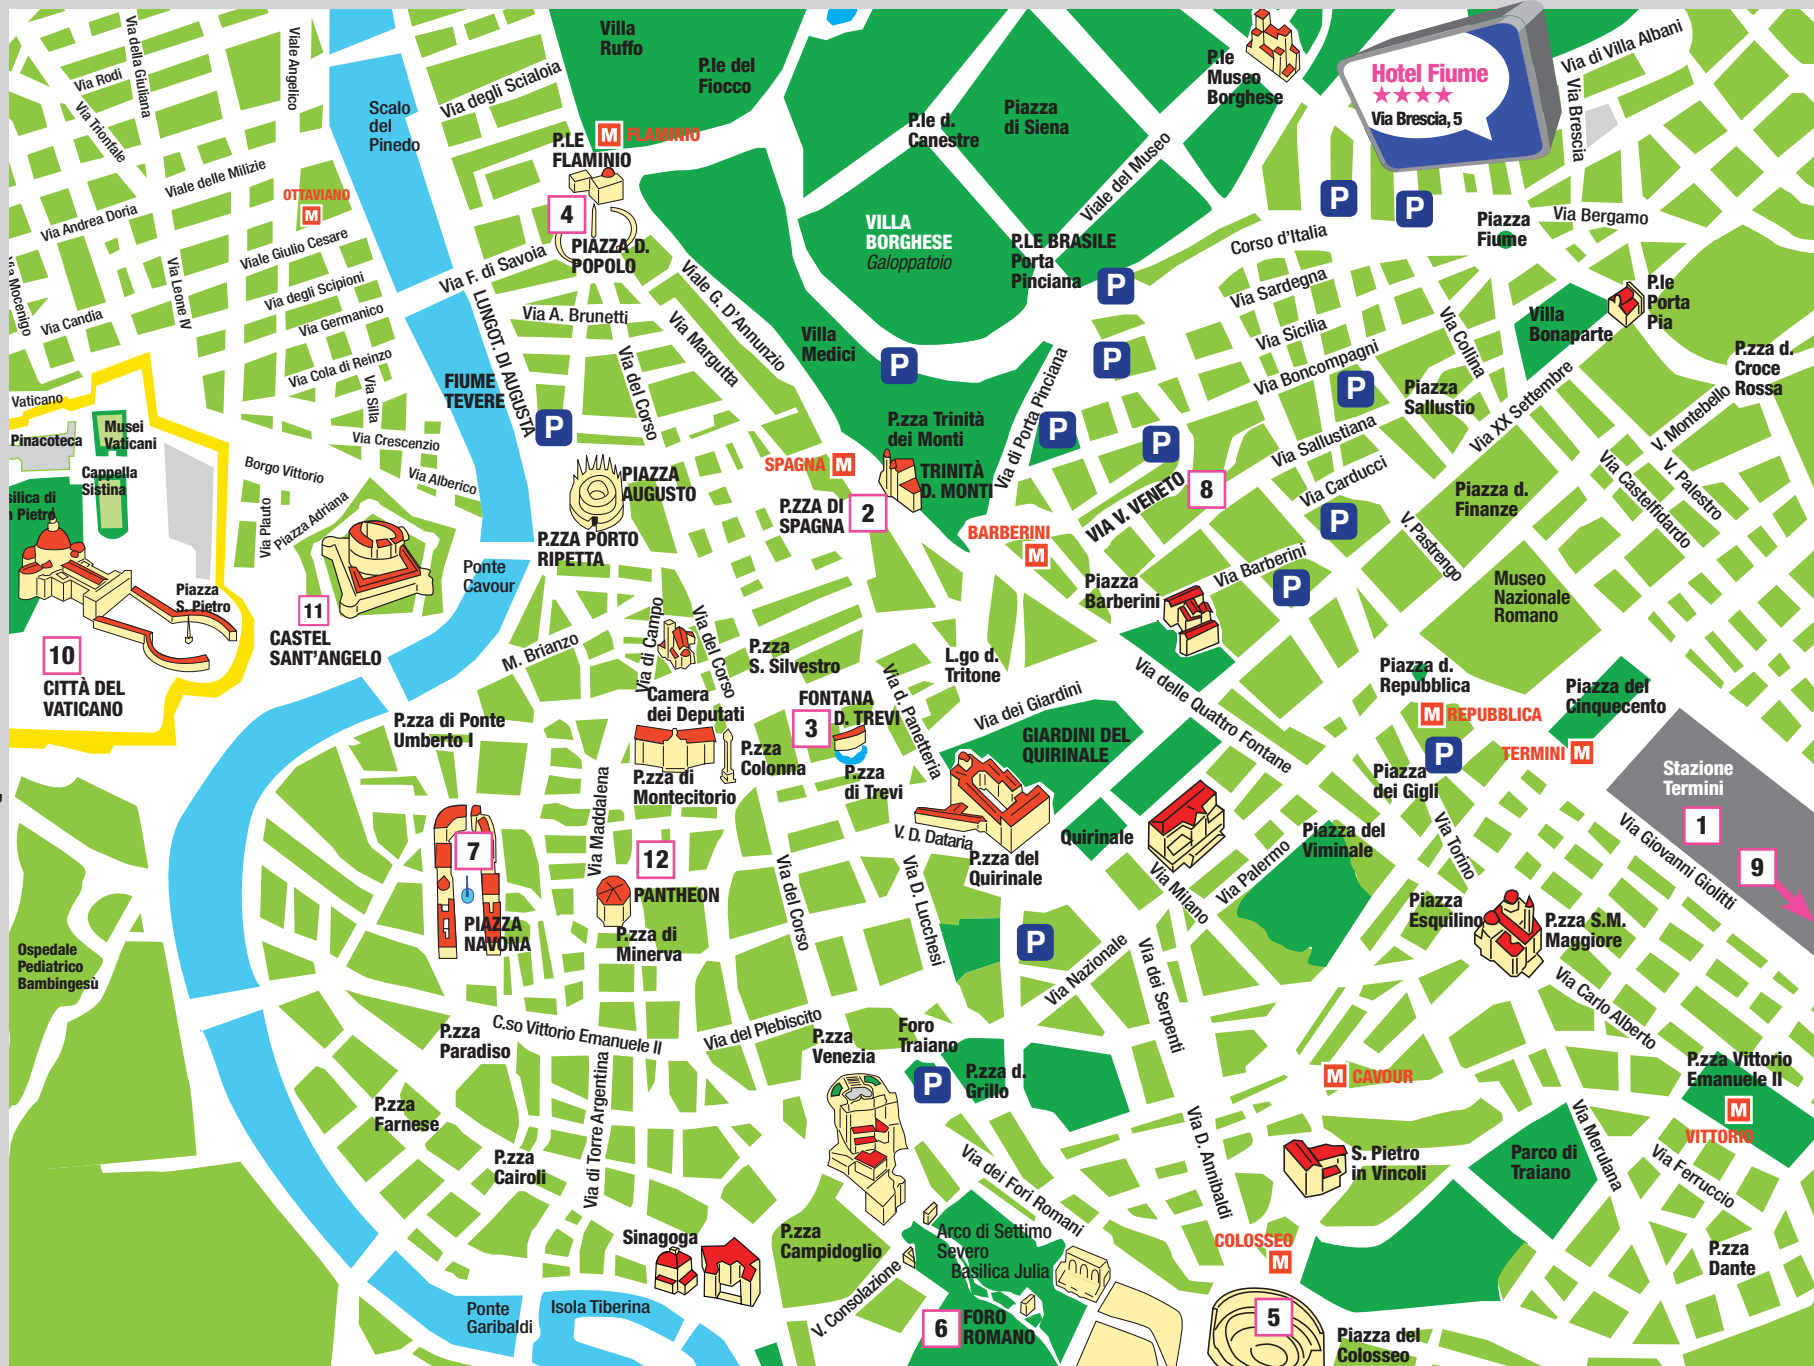 Via Rodi
Via della Giuliana
Viale Angelico
Via Trionfale
Viale delle Milizie
Via Andrea Doria
OTTAVIANO
M
Viale Giulio Cesare
Via Mocenigo
Via Leone IV
Via degli Scipioni
Via Candia
Via Germanico
Via Cola di Reinzo
Via Silla
Vaticano
Pinacoteca
Musei
Vaticani
Cappella
Sistina
silica di
n Pietro
Via Crescenzio
Borgo Vittorio
Via Alberico
Via Plauto
Piazza Adriana
Piazza
S. Pietro
10
CITTÀ DEL
VATICANO
11
CASTEL
SANT'ANGELO
Scalo
del
Pinedo
Via degli Scialoia
Villa
Ruffo
P.le del
Fiocco
P.LE
FLAMINIO
M FLAMINIO
4
PIAZZA D.
POPOLO
Via F. di Savoia
LUNGOT. DI AUGUSTA
Via A. Brunetti
FIUME
TEVERE
P
Via del Corso
Via Margutta
Viale G. D'Annunzio
P.le d.
Canestre
Piazza
di Siena
P.le
Museo
Borghese
Viale del Museo
VILLA
BORGHESE
Galoppatoio
P.LE BRASILE
Porta
Pinciana
P
Villa
Medici
P
P
P
Via di Porta Pinciana
P.zza Trinità
dei Monti
TRINITÀ
D. MONTI
SPAGNA M
P.ZZA DI
SPAGNA
2
PIAZZA
AUGUSTO
P.ZZA PORTO
RIPETTA
Ponte
Cavour
Hotel Fiume
★★★★
Via Brescia, 5
Via di Villa Albani
Via Brescia
P
P
Piazza
Fiume
Via Bergamo
Corso d'Italia
Via Sardegna
Via Sicilia
Via Boncompagni
Via Collina
Villa
Bonaparte
P.le
Porta
Pia
P.zza d.
Croce
Rossa
P
Piazza
Sallustio
Via Sallustiana
Via XX Settembre
V. Montebello
V. Palestro
Via Castelfidardo
P
VIA V. VENETO
8
Via Carducci
P
Piazza d.
Finanze
V. Pastrengo
BARBERINI
M
Piazza
Barberini
Via Barberini
P
Museo
Nazionale
Romano
M. Brianzo
Via di Campo
Via del Corso
P.zza
S. Silvestro
Camera
dei Deputati
FONTANA
D. TREVI
3
Via d. Panetteria
L.go d.
Tritone
Via dei Giardini
GIARDINI DEL
QUIRINALE
Via delle Quattro Fontane
Piazza d.
Repubblica
M REPUBBLICA
Piazza del
Cinquecento
TERMINI M
P
Piazza
dei Gigli
Stazione
Termini
1
9
Via Giovanni Giolitti
P.zza di Ponte
Umberto I
P.zza
Colonna
P.zza di
Montecitorio
P.zza
di Trevi
V. D. Dataria
P.zza del
Quirinale
Quirinale
Via Milano
Via Palermo
Piazza del
Viminale
Via Torino
7
PIAZZA
NAVONA
Via Maddalena
12
PANTHEON
P.zza di
Minerva
Via del Corso
Via D. Lucchesi
P
Via Nazionale
Via dei Serpenti
Piazza
Esquilino
P.zza S.M.
Maggiore
Via Carlo Alberto
Ospedale
Pediatrico
Bambingesù
P.zza
Paradiso
C.so Vittorio Emanuele II
Via del Plebiscito
P.zza
Venezia
Foro
Traiano
P
P.zza d.
Grillo
M CAVOUR
P.zza Vittorio
Emanuele II
M
VITTORIO
P.zza
Farnese
Via di Torre Argentina
P.zza
Cairoli
Via dei Fori Romani
Via D. Annibaldi
S. Pietro
in Vincoli
Parco di
Traiano
Via Merulana
Via Ferruccio
P.zza
Dante
Sinagoga
P.zza
Campidoglio
Arco di Settimo
Severo
Basilica Julia
COLOSSEO
M
Ponte
Garibaldi
Isola Tiberina
V. Consolazione
6
FORO
ROMANO
5
Piazza del
Colosseo